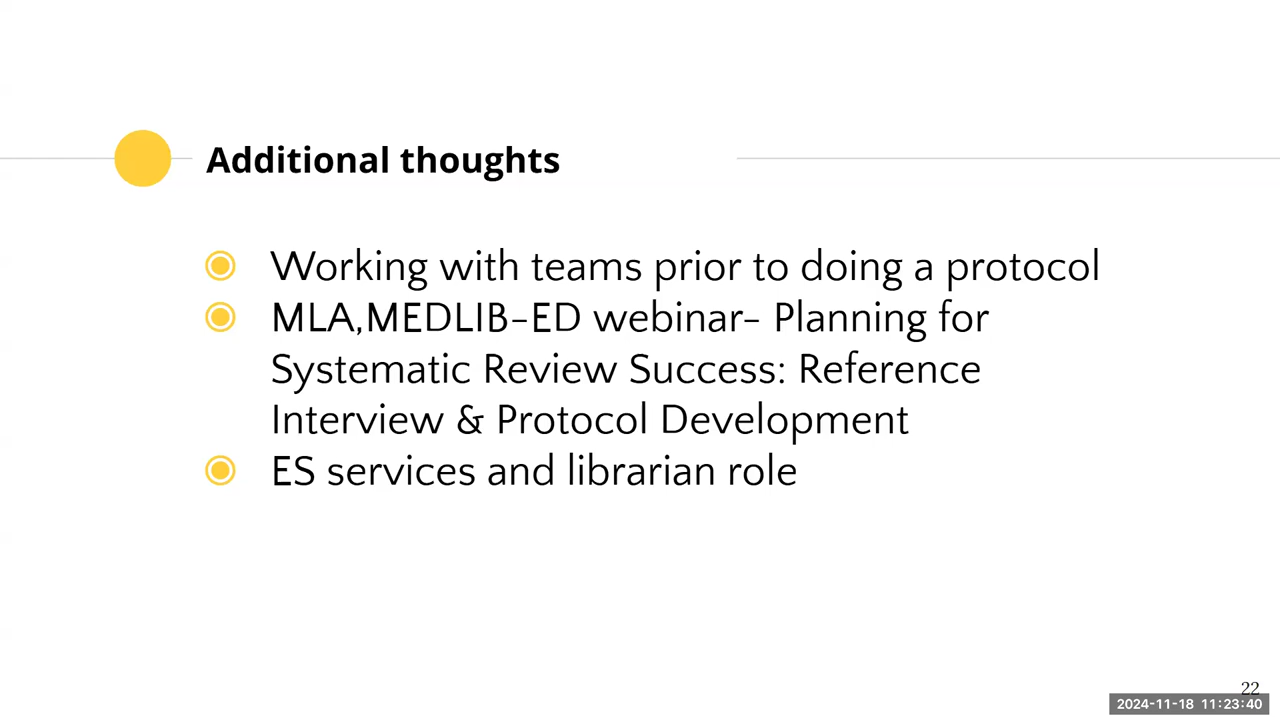 Additional thoughts
Working with teams prior to doing a protocol
MLA,MEDLIB-ED webinar- Planning for
Systematic Review Success: Reference
Interview & Protocol Development
ES services and librarian role
22
2024-11-18 11:23:40